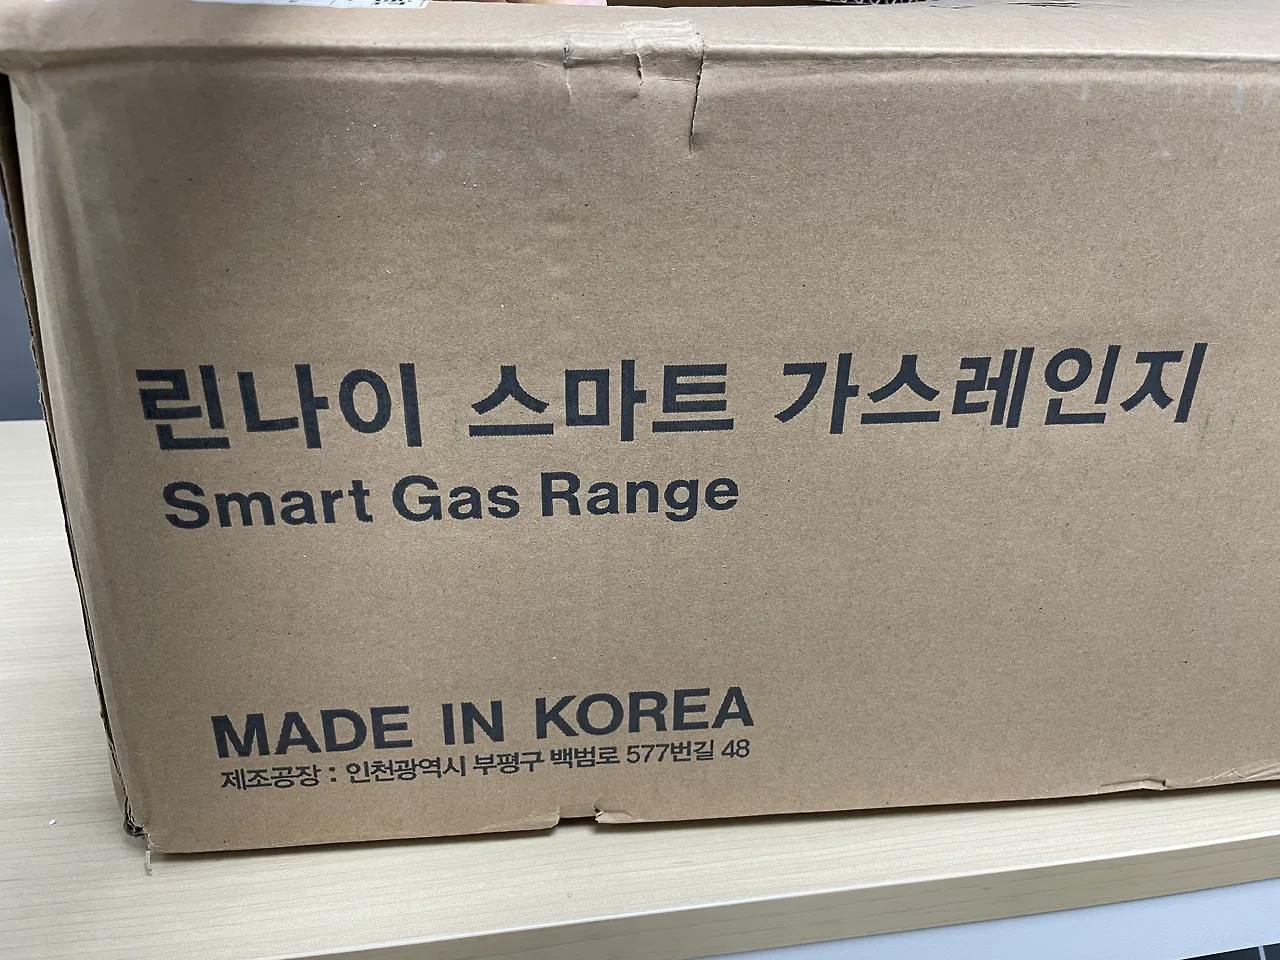 린나이 스마트 가스레인지
Smart Gas Range
MADE IN KOREA
제조공장 : 인천광역시 부평구 백범로 577번길 48